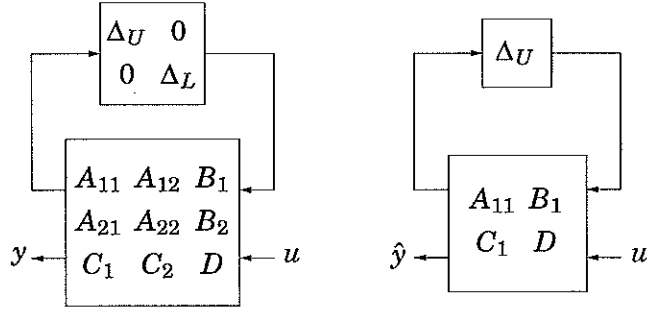 Δ_U 0
0 Δ_L
A_11 A_12 B_1
A_21 A_22 B_2
y C_1 C_2 D u
Δ_U
A_11 B_1
C_1 D
ŷ u